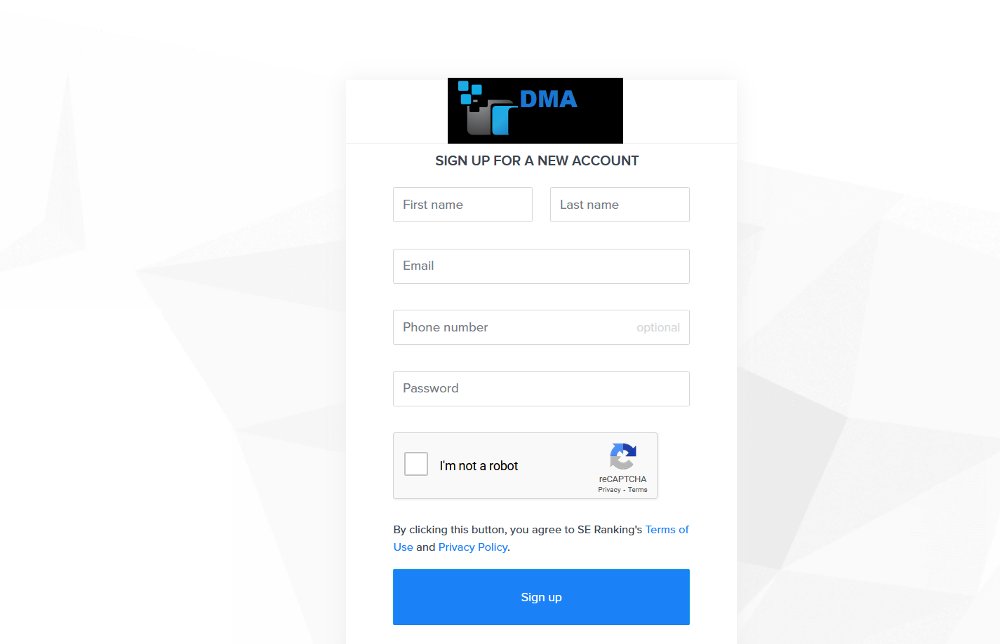 DMA
SIGN UP FOR A NEW ACCOUNT
First name
Last name
Email
Phone number optional
Password
I'm not a robot
reCAPTCHA
Privacy - Terms
By clicking this button, you agree to SE Ranking's Terms of
Use and Privacy Policy.
Sign up